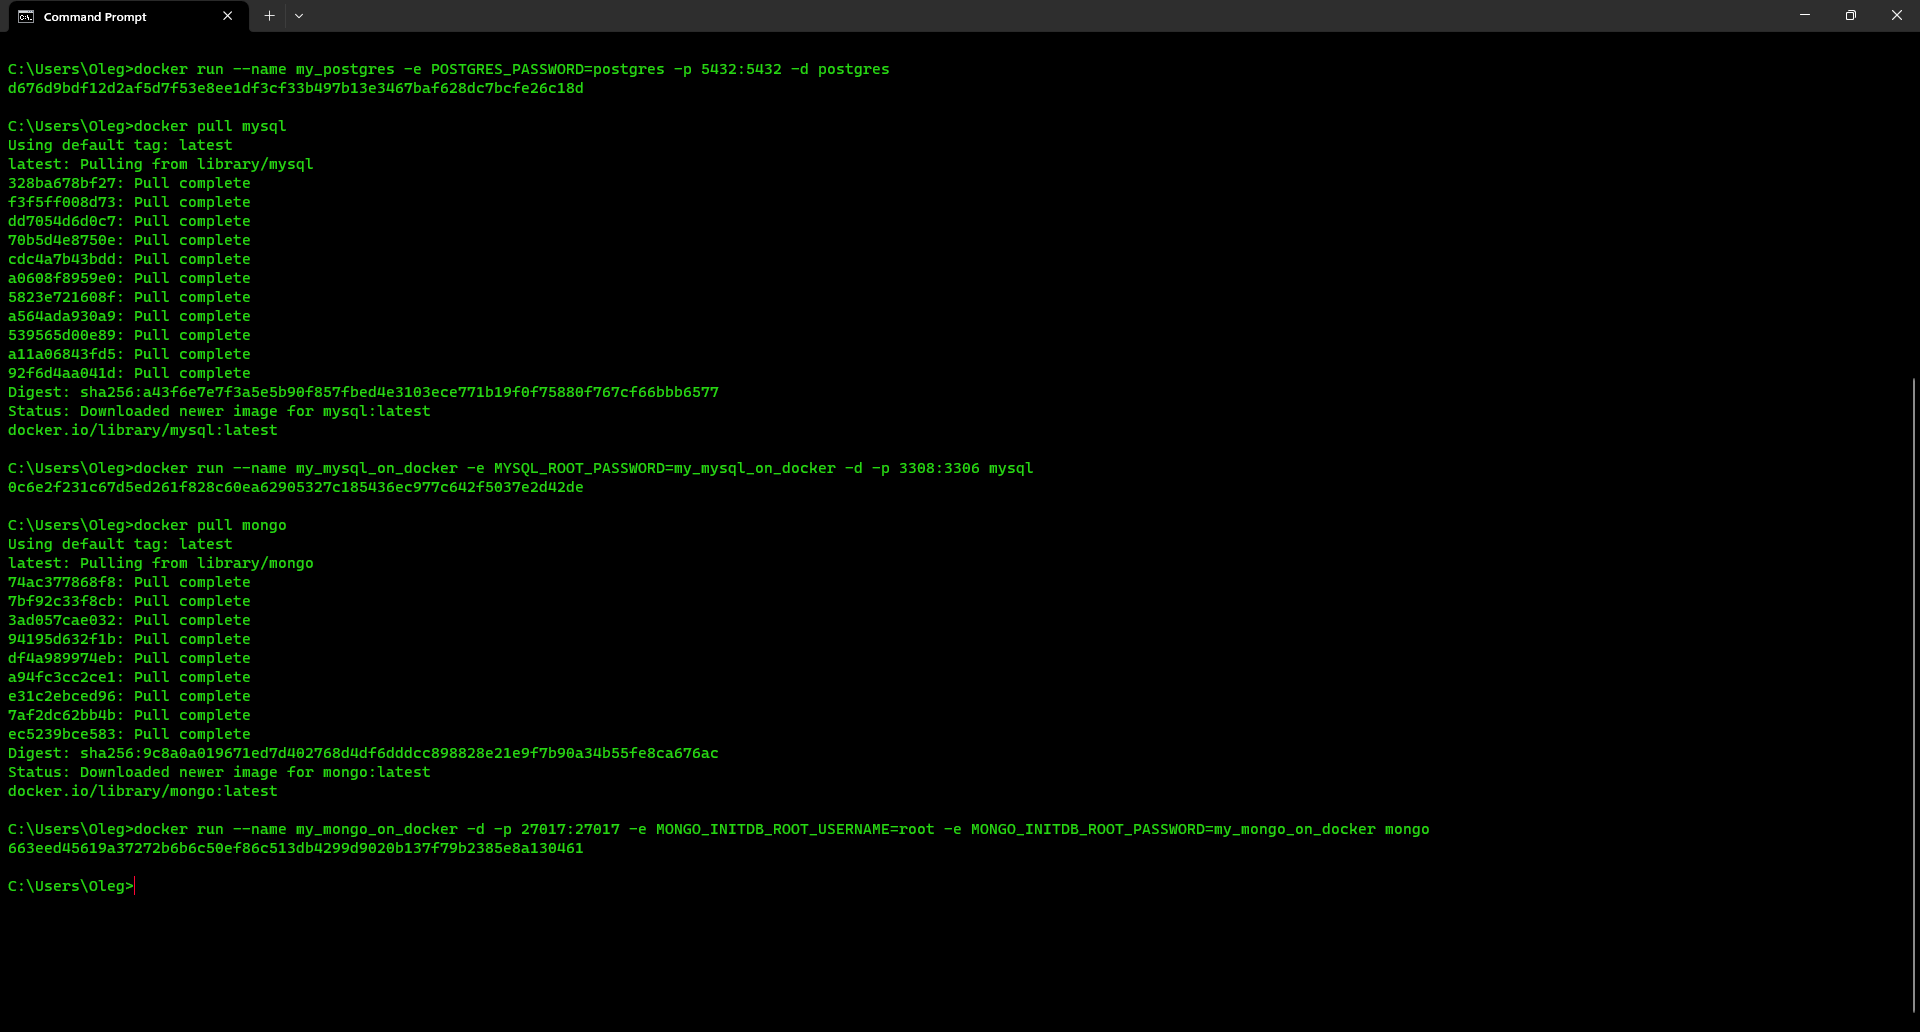 Command Prompt
C:\Users\Oleg>docker run --name my_postgres -e POSTGRES_PASSWORD=postgres -p 5432:5432 -d postgres
d676d9bdf12d2af5d7f53e8ee1df3cf33b497b13e3467baf628dc7bcfe26c18d
C:\Users\Oleg>docker pull mysql
Using default tag: latest
latest: Pulling from library/mysql
328ba678bf27: Pull complete
f3f5ff008d73: Pull complete
dd7054d6d0c7: Pull complete
70b5d4e8750e: Pull complete
cdc4a7b43bdd: Pull complete
a0608f8959e0: Pull complete
5823e721608f: Pull complete
a564ada930a9: Pull complete
539565d00e89: Pull complete
a11a06843fd5: Pull complete
92f6d4aa041d: Pull complete
Digest: sha256:a43f6e7e7f3a5e5b90f857fbed4e3103ece771b19f0f75880f767cf66bbb6577
Status: Downloaded newer image for mysql:latest
docker.io/library/mysql:latest
C:\Users\Oleg>docker run --name my_mysql_on_docker -e MYSQL_ROOT_PASSWORD=my_mysql_on_docker -d -p 3308:3306 mysql
0c6e2f231c67d5ed261f828c60ea62905327c185436ec977c642f5037e2d42de
C:\Users\Oleg>docker pull mongo
Using default tag: latest
latest: Pulling from library/mongo
74ac377868f8: Pull complete
7bf92c33f8cb: Pull complete
3ad057cae032: Pull complete
94195d632f1b: Pull complete
df4a989974eb: Pull complete
a94fc3cc2ce1: Pull complete
e31c2ebced96: Pull complete
7af2dc62bb4b: Pull complete
ec5239bce583: Pull complete
Digest: sha256:9c8a0a019671ed7d402768d4df6dddcc898828e21e9f7b90a34b55fe8ca676ac
Status: Downloaded newer image for mongo:latest
docker.io/library/mongo:latest
C:\Users\Oleg>docker run --name my_mongo_on_docker -d -p 27017:27017 -e MONGO_INITDB_ROOT_USERNAME=root -e MONGO_INITDB_ROOT_PASSWORD=my_mongo_on_docker mongo
663eed45619a37272b6b6c50ef86c513db4299d9020b137f79b2385e8a130461
C:\Users\Oleg>